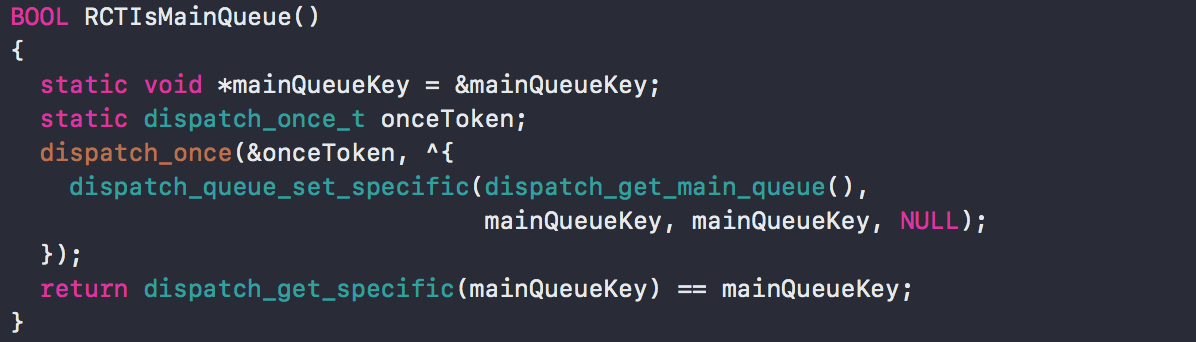 BOOL RCTIsMainQueue()
{
  static void *mainQueueKey = &mainQueueKey;
  static dispatch_once_t onceToken;
  dispatch_once(&onceToken, ^{
    dispatch_queue_set_specific(dispatch_get_main_queue(),
                                mainQueueKey, mainQueueKey, NULL);
  });
  return dispatch_get_specific(mainQueueKey) == mainQueueKey;
}